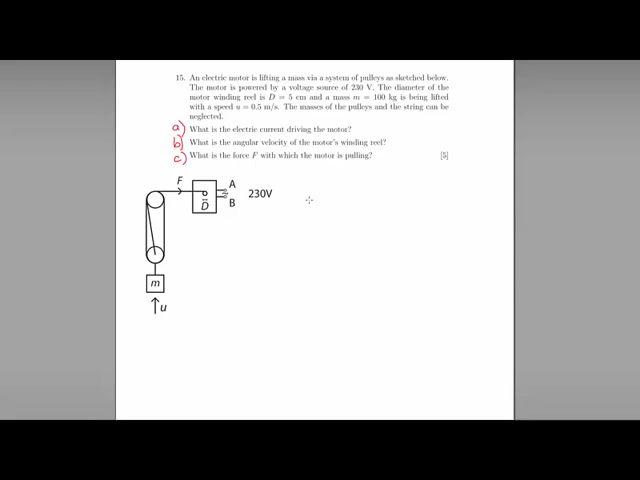 15. An electric motor is lifting a mass via a system of pulleys as sketched below.
The motor is powered by a voltage source of 230 V. The diameter of the
motor winding reel is D = 5 cm and a mass m = 100 kg is being lifted
with a speed u = 0.5 m/s. The masses of the pulleys and the string can be
neglected.
a) What is the electric current driving the motor?
b) What is the angular velocity of the motor's winding reel?
c) What is the force F with which the motor is pulling? [5]
F
A
D
B
230V
m
u